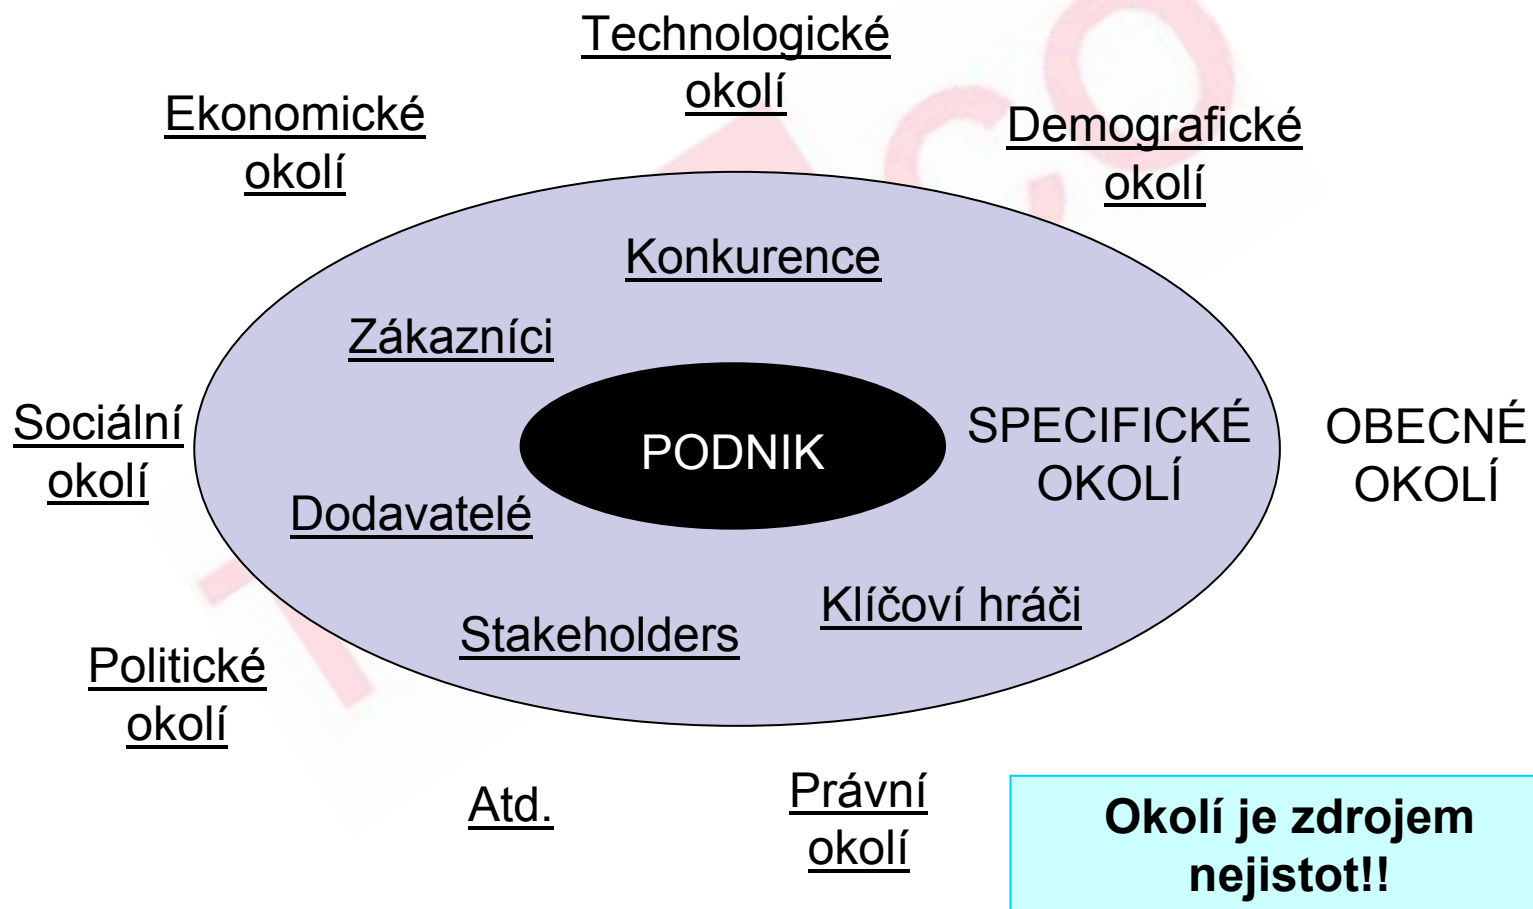 Technologické
okolí
Ekonomické
okolí
Demografické
okolí
Konkurence
Zákazníci
Sociální
okolí
PODNIK
SPECIFICKÉ
OKOLÍ
OBECNÉ
OKOLÍ
Dodavatelé
Klíčoví hráči
Stakeholders
Politické
okolí
Atd.
Právní
okolí
Okolí je zdrojem
nejistot!!